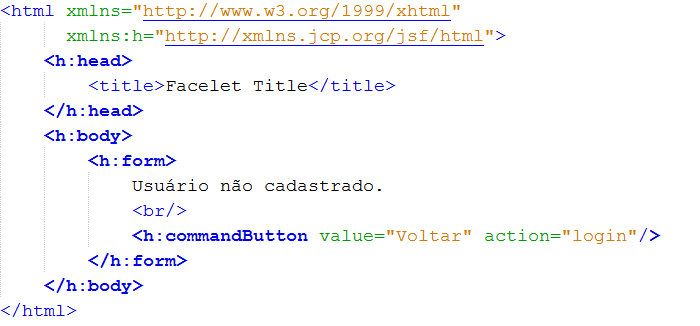 <html xmlns="http://www.w3.org/1999/xhtml"
xmlns:h="http://xmlns.jcp.org/jsf/html">
<h:head>
<title>Facelet Title</title>
</h:head>
<h:body>
<h:form>
Usuário não cadastrado.
<br/>
<h:commandButton value="Voltar" action="login"/>
</h:form>
</h:body>
</html>